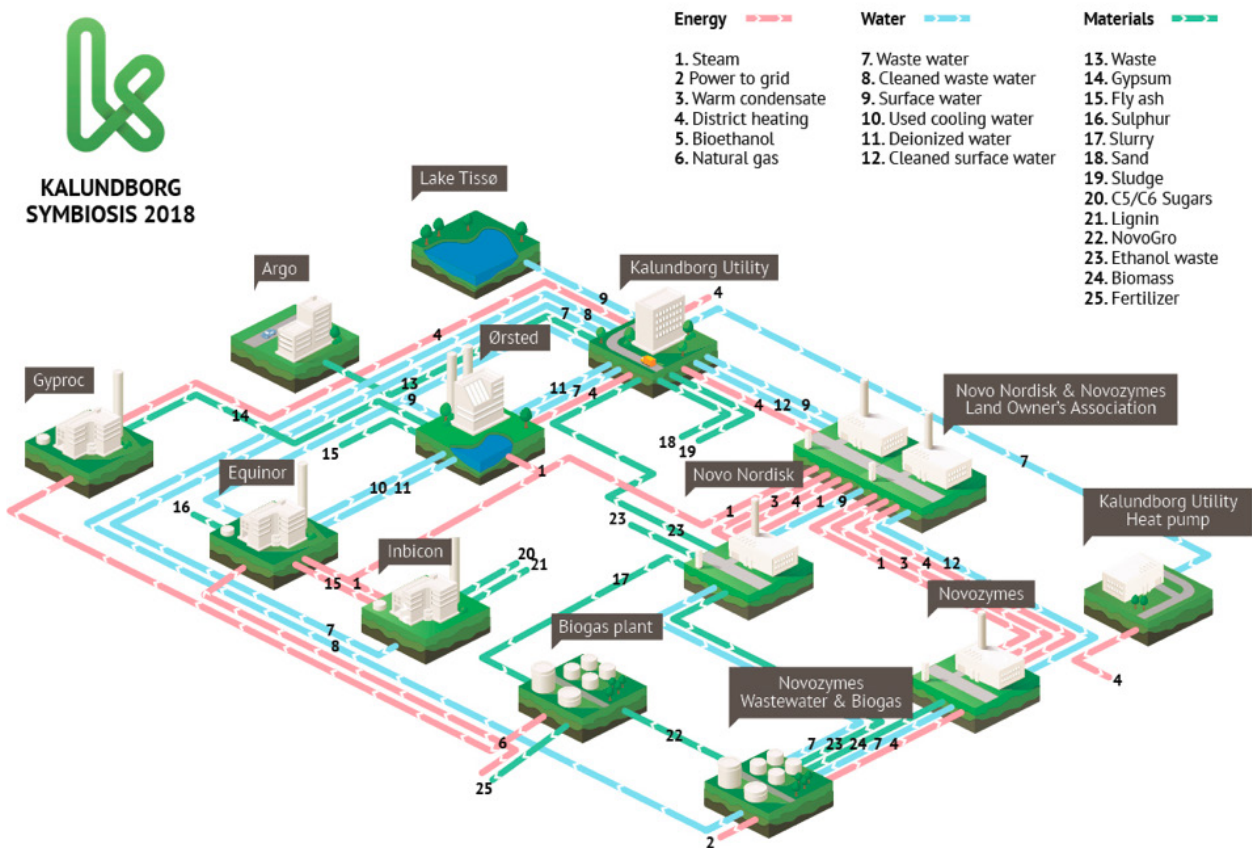 KALUNDBORG
SYMBIOSIS 2018
Energy
1. Steam
2 Power to grid
3. Warm condensate
4. District heating
5. Bioethanol
6. Natural gas
Water
7. Waste water
8. Cleaned waste water
9. Surface water
10. Used cooling water
11. Deionized water
12. Cleaned surface water
Materials
13. Waste
14. Gypsum
15. Fly ash
16. Sulphur
17. Slurry
18. Sand
19. Sludge
20. C5/C6 Sugars
21. Lignin
22. NovoGro
23. Ethanol waste
24. Biomass
25. Fertilizer
Lake Tissø
Argo
Kalundborg Utility
4
9
7 8
4
Ørsted
Gyproc
13
9
11 7 4
Novo Nordisk & Novozymes
Land Owner's Association
4 12 9
14
15
18
19
Equinor
1
Novo Nordisk
7
10 11
1 3 4 1 9
Kalundborg Utility
Heat pump
16
23
23
Inbicon
20
21
1 3 4 12
15 1
17
Novozymes
7
8
Biogas plant
4
Novozymes
Wastewater & Biogas
6
22
7 23 24 7 4
25
2